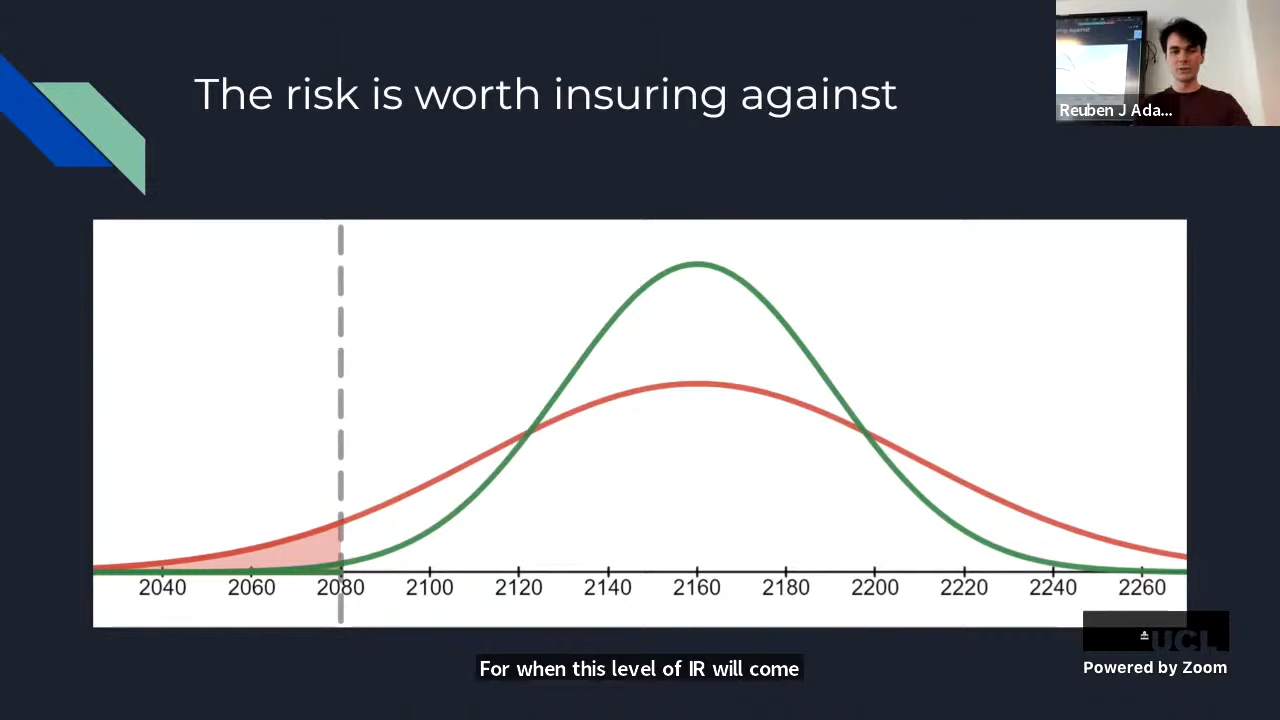 The risk is worth insuring against
Reuben J Ada...
2040 2060 2080 2100 2120 2140 2160 2180 2200 2220 2240 2260
UCL
For when this level of IR will come
Powered by Zoom